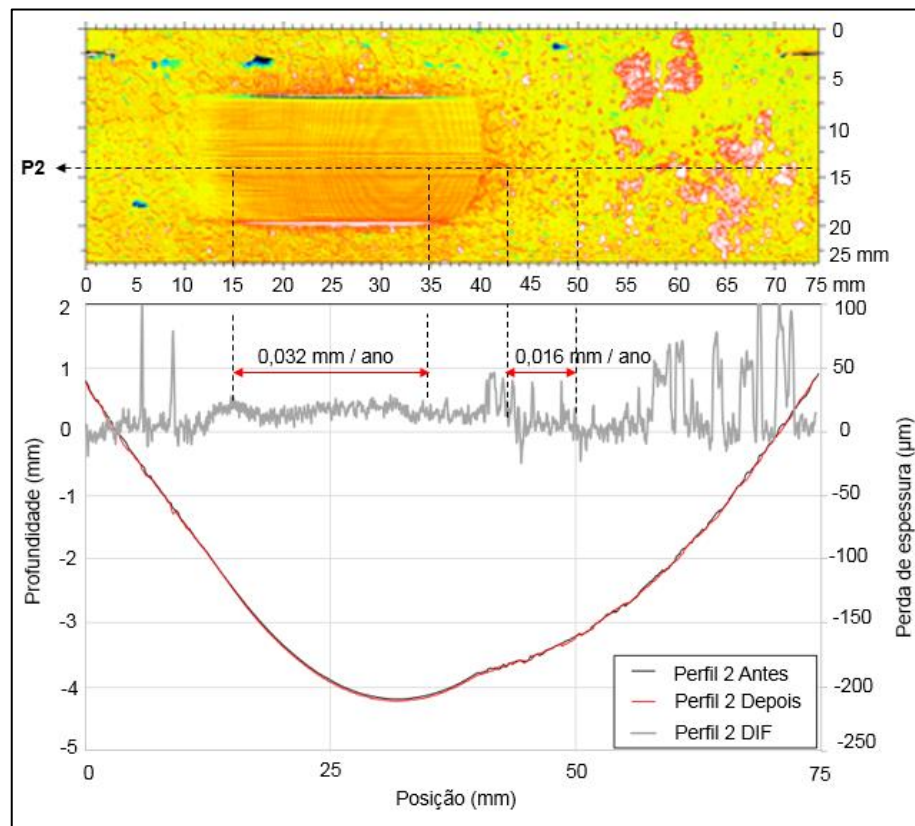 0
5
10
P2
15
20
25 mm
0 5 10 15 20 25 30 35 40 45 50 55 60 65 70 mm
2 100
0,032 mm / ano 0,016 mm / ano
1 50
0 0
-1 -50
-2 -100
-3 -150
-4 -200
-5 -250
Profundidade (mm)
Perda de espessura (µm)
Perfil 2 Antes
Perfil 2 Depois
Perfil 2 DIF
0 25 50 75
Posição (mm)